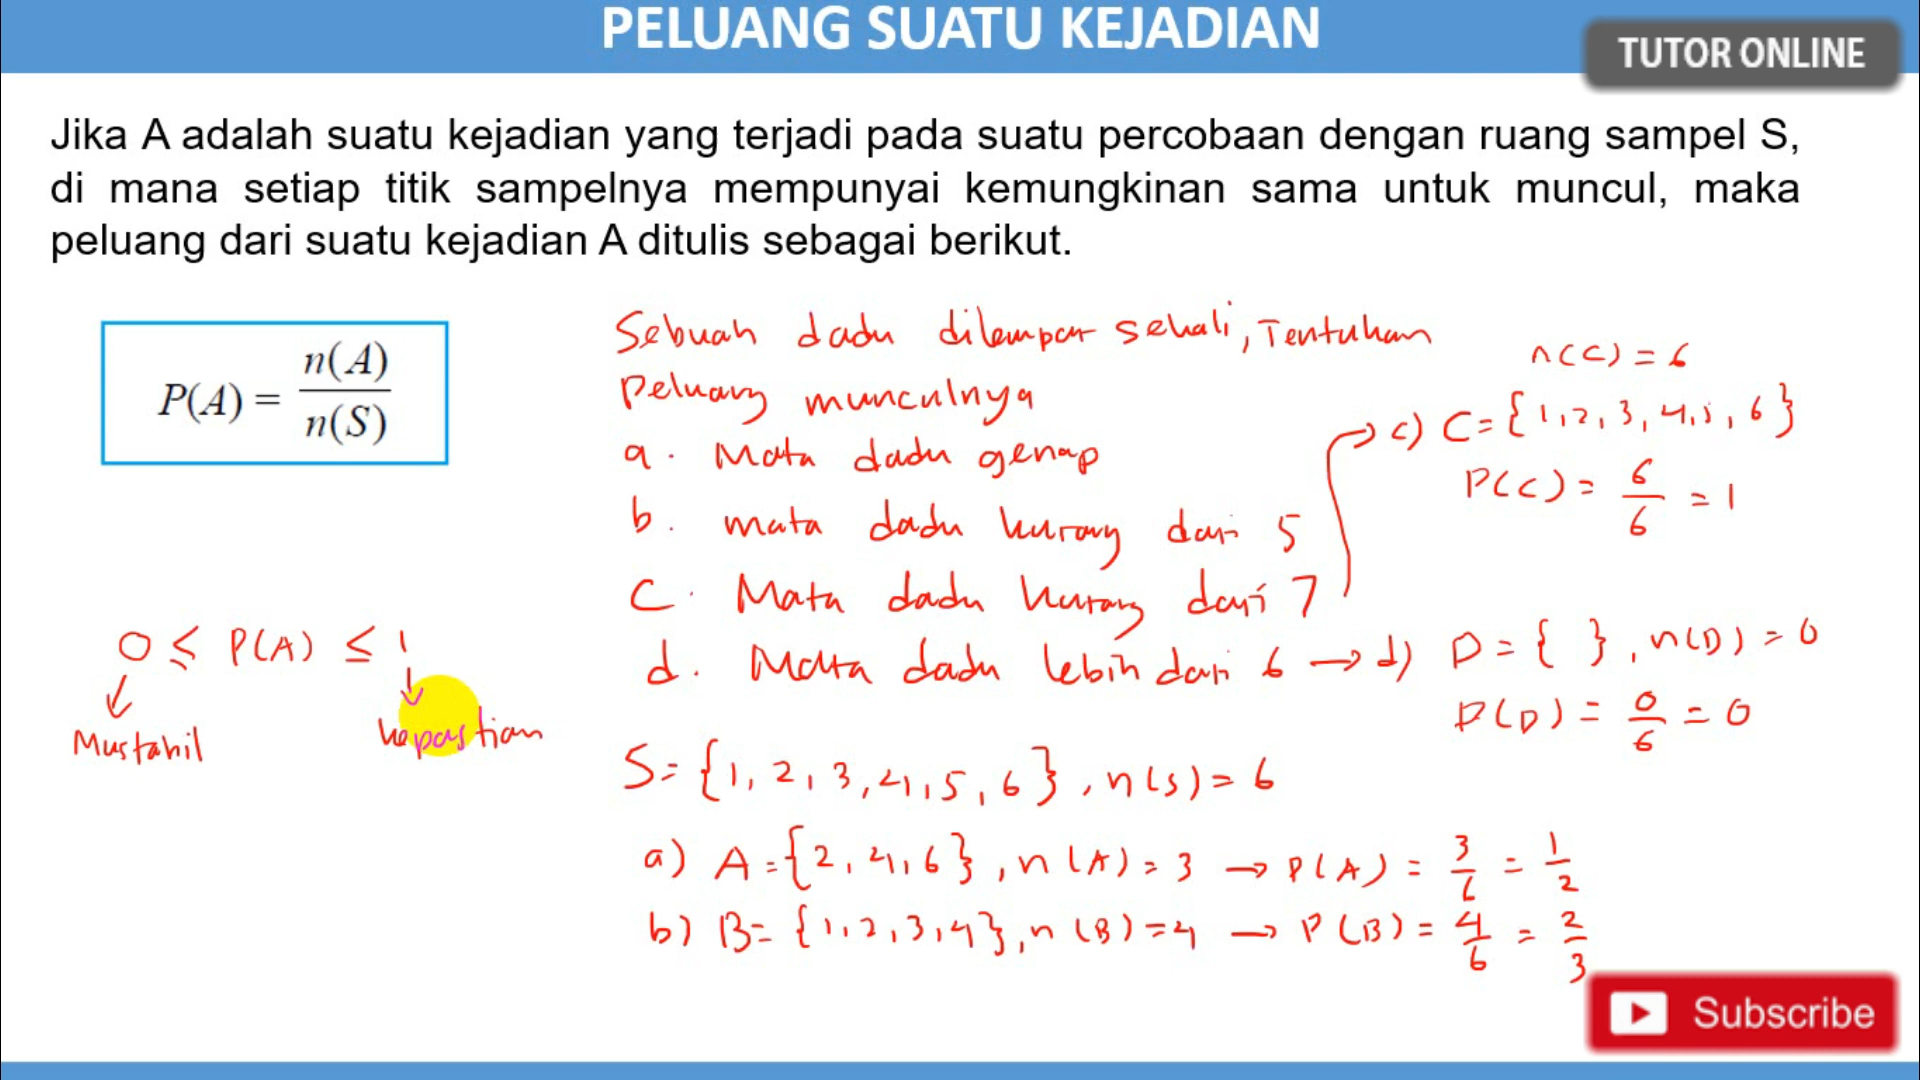 PELUANG SUATU KEJADIAN
TUTOR ONLINE
Jika A adalah suatu kejadian yang terjadi pada suatu percobaan dengan ruang sampel S,
di mana setiap titik sampelnya mempunyai kemungkinan sama untuk muncul, maka
peluang dari suatu kejadian A ditulis sebagai berikut.
P(A) = n(A)/n(S)
0 ≤ P(A) ≤ 1
Mustahil
kepastian
Sebuah dadu dilempar sekali, Tentukan
Peluang munculnya
a. Mata dadu genap
b. mata dadu kurang dari 5
c. Mata dadu kurang dari 7
d. Mata dadu lebih dari 6
n(C) = 6
→ c) C = {1, 2, 3, 4, 5, 6}
P(C) = 6/6 = 1
→ d) D = { }, n(D) = 0
P(D) = 0/6 = 0
S = {1, 2, 3, 4, 5, 6}, n(S) = 6
a) A = {2, 4, 6}, n(A) = 3 → P(A) = 3/6 = 1/2
b) B = {1, 2, 3, 4}, n(B) = 4 → P(B) = 4/6 = 2/3
Subscribe